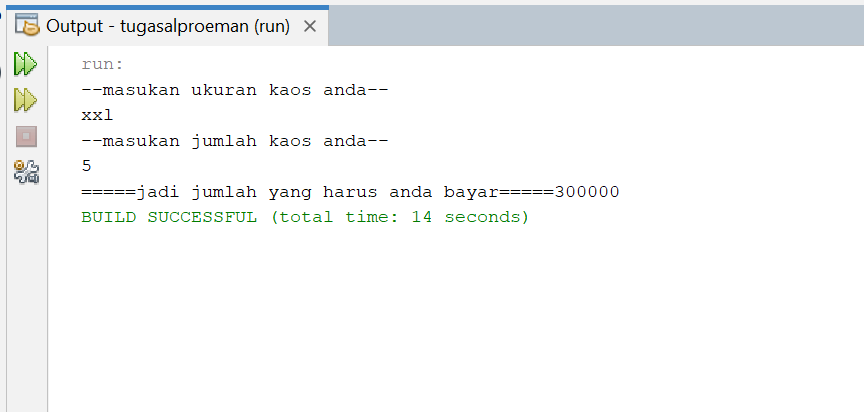 Output - tugasalproeman (run)
run:
--masukan ukuran kaos anda--
xxl
--masukan jumlah kaos anda--
5
=====jadi jumlah yang harus anda bayar=====300000
BUILD SUCCESSFUL (total time: 14 seconds)